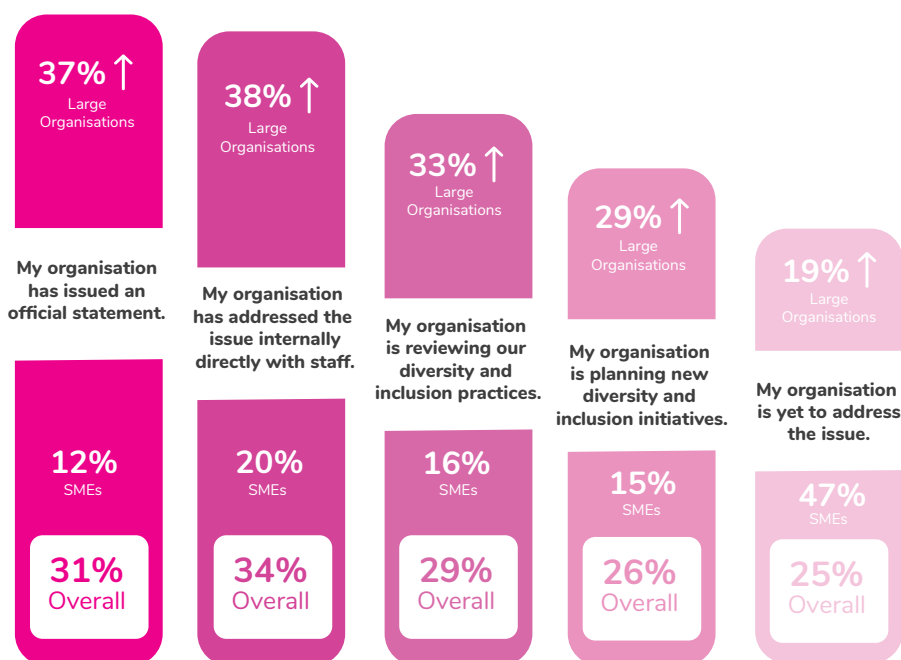 37% ↑
Large
Organisations
My organisation
has issued an
official statement.
12%
SMEs
31%
Overall
38% ↑
Large
Organisations
My organisation
has addressed the
issue internally
directly with staff.
20%
SMEs
34%
Overall
33% ↑
Large
Organisations
My organisation
is reviewing our
diversity and
inclusion practices.
16%
SMEs
29%
Overall
29% ↑
Large
Organisations
My organisation
is planning new
diversity and
inclusion initiatives.
15%
SMEs
26%
Overall
19% ↑
Large
Organisations
My organisation
is yet to address
the issue.
47%
SMEs
25%
Overall